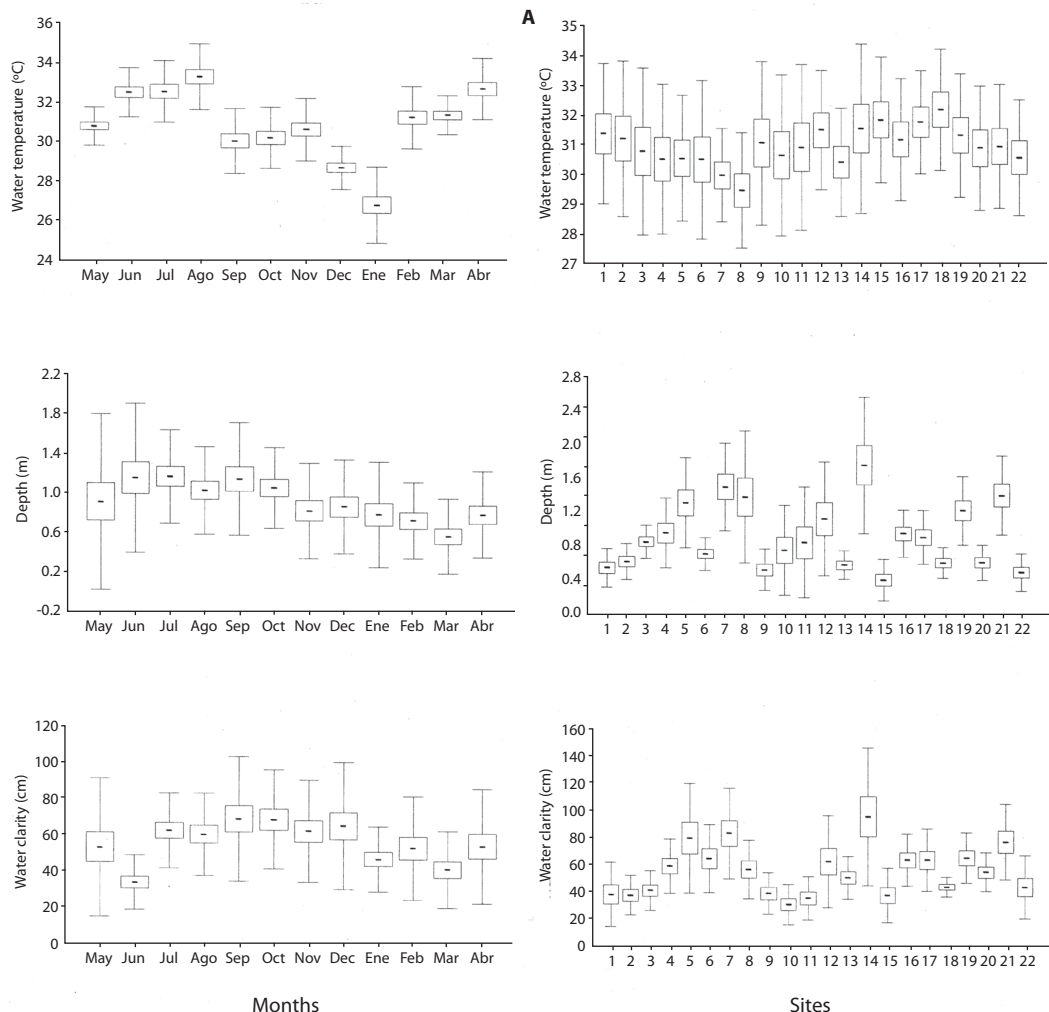 A
Water temperature (ºC)
36
34
32
30
28
26
24
May Jun Jul Ago Sep Oct Nov Dec Ene Feb Mar Abr
Water temperature (ºC)
35
33
31
29
28
27
1 2 3 4 5 6 7 8 9 10 11 12 13 14 15 16 17 18 19 20 21 22
Depth (m)
2.2
1.8
1.4
1.0
0.6
0.2
-0.2
May Jun Jul Ago Sep Oct Nov Dec Ene Feb Mar Abr
Depth (m)
2.8
2.4
2.0
1.6
1.2
0.8
0.4
0.0
1 2 3 4 5 6 7 8 9 10 11 12 13 14 15 16 17 18 19 20 21 22
Water clarity (cm)
120
100
80
60
40
20
0
May Jun Jul Ago Sep Oct Nov Dec Ene Feb Mar Abr
Months
Water clarity (cm)
160
140
120
100
80
60
40
20
0
1 2 3 4 5 6 7 8 9 10 11 12 13 14 15 16 17 18 19 20 21 22
Sites